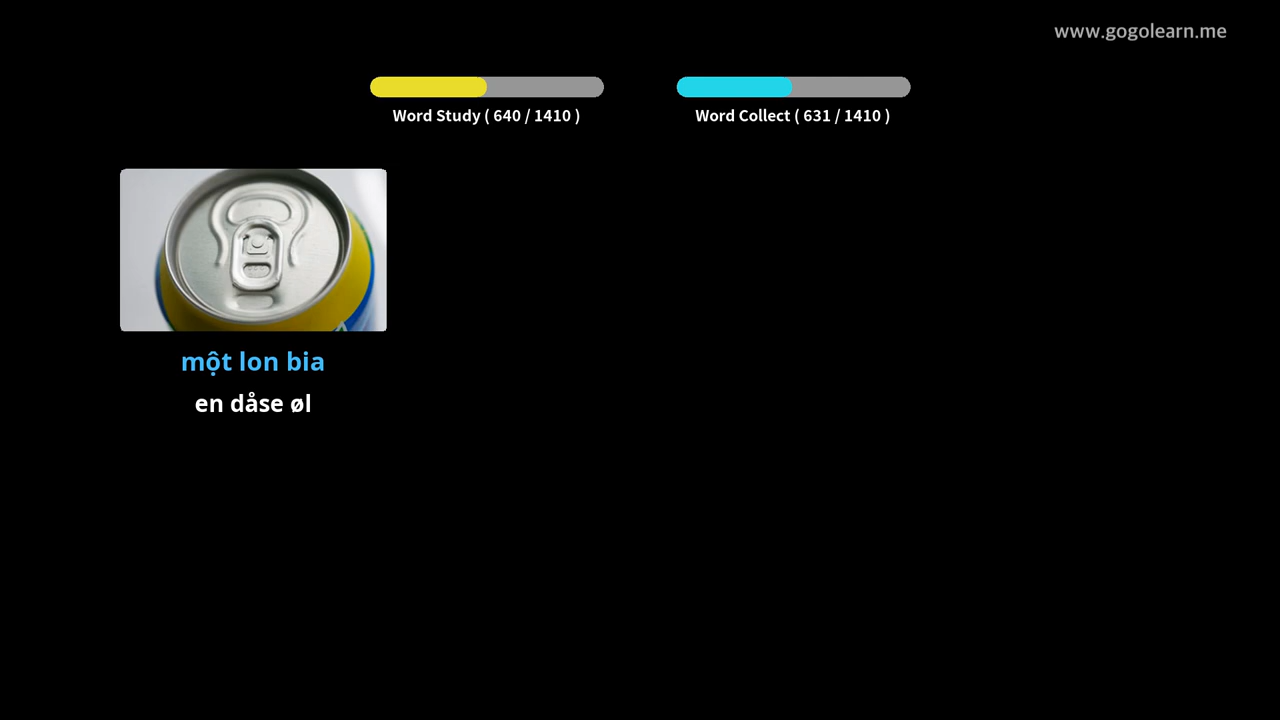 www.gogolearn.me
Word Study ( 640 / 1410 )
Word Collect ( 631 / 1410 )
một lon bia
en dåse øl